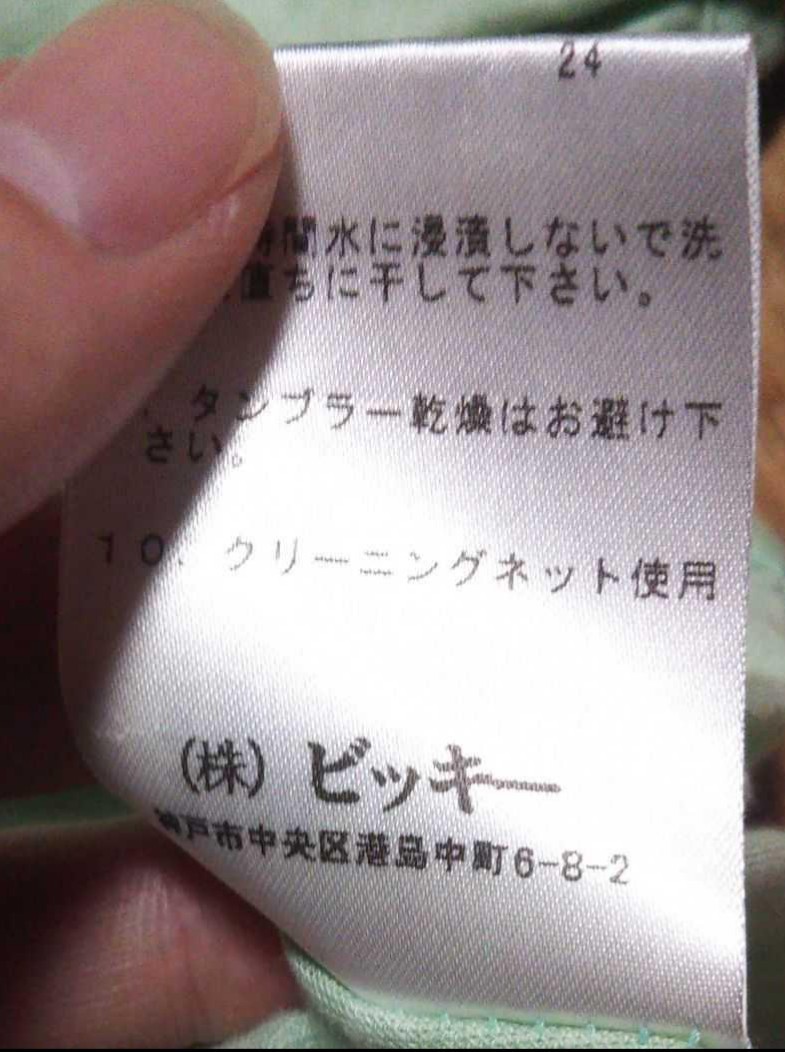 24
時間水に浸漬しないで洗
直ちに干して下さい。
. タンブラー乾燥はお避け下
さい。
10. クリーニングネット使用
(株) ビッキー
神戸市中央区港島中町6-8-2